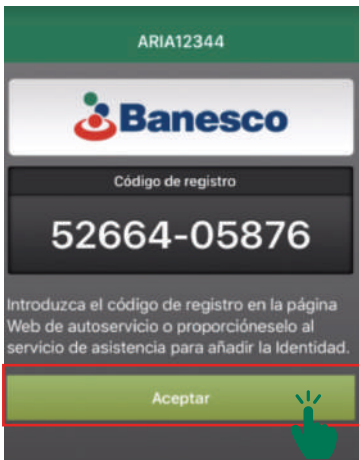 ARIA12344
Banesco
Código de registro
52664-05876
Introduzca el código de registro en la página
Web de autoservicio o proporcióneselo al
servicio de asistencia para añadir la Identidad.
Aceptar